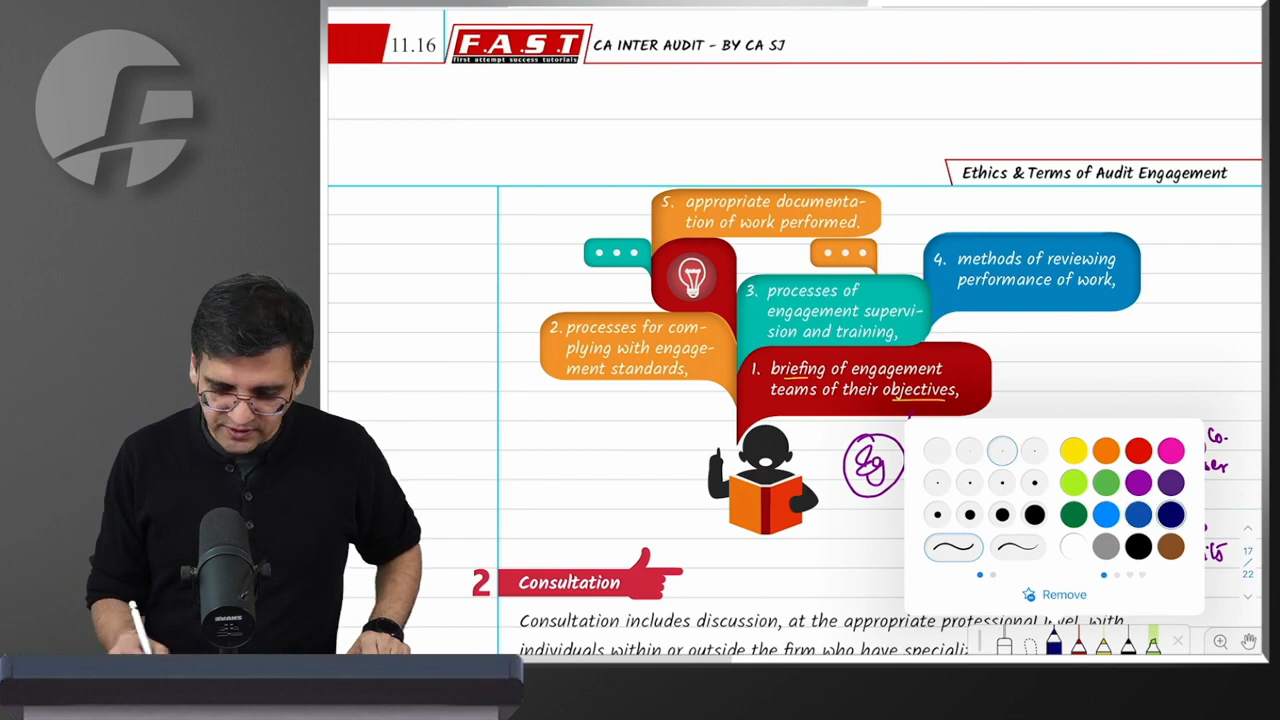 11.16
F.A.S.T
first attempt success tutorials
CA INTER AUDIT - BY CA SJ
Ethics & Terms of Audit Engagement
5. appropriate documenta-
tion of work performed.
4. methods of reviewing
performance of work,
3. processes of
engagement supervi-
sion and training,
2. processes for com-
plying with engage-
ment standards,
1. briefing of engagement
teams of their objectives,
Eg
2 Consultation
Remove
17
/
22
Consultation includes discussion, at the appropriate professional level, with
individuals within or outside the firm who have